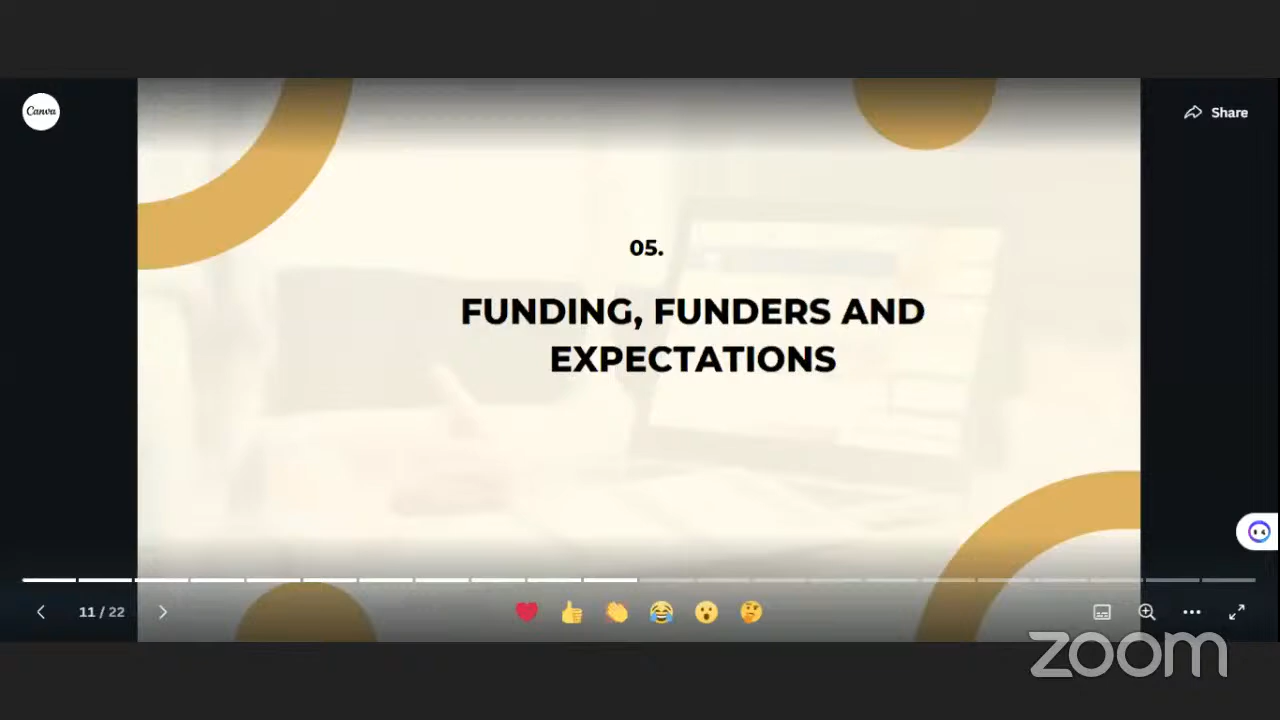 Canva
Share
05.
FUNDING, FUNDERS AND
EXPECTATIONS
11 / 22
zoom